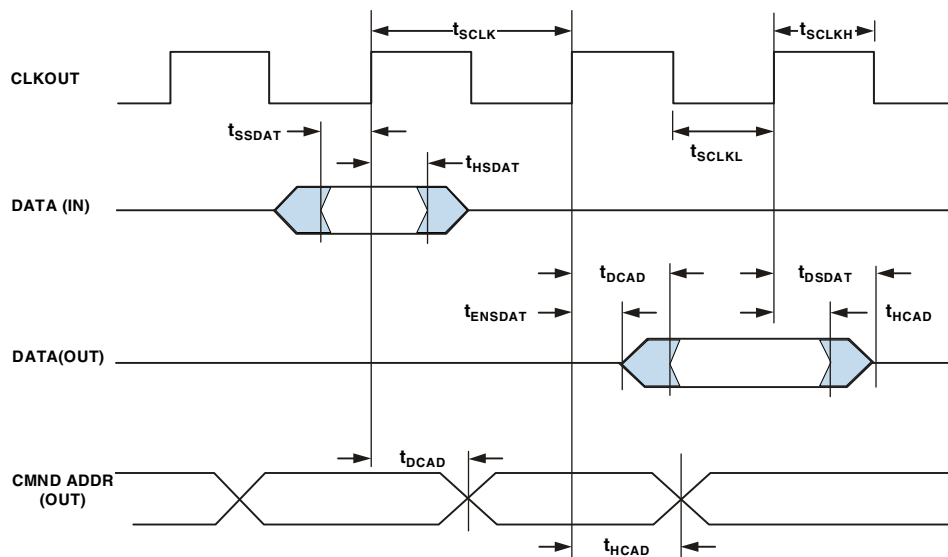 tSCLK
tSCLKH
CLKOUT
tSSDAT
tSCLKL
tHSDAT
DATA (IN)
tDCAD
tDSDAT
tENSDAT
tHCAD
DATA(OUT)
tDCAD
CMND ADDR
(OUT)
tHCAD